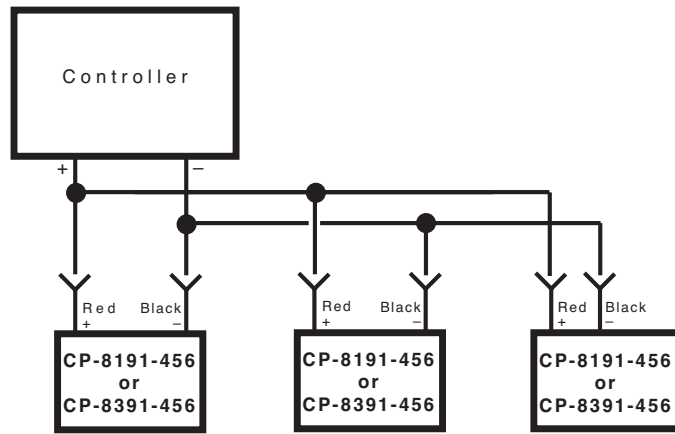 Controller
+ –
Red Black
+ –
CP-8191-456
or
CP-8391-456
Red Black
+ –
CP-8191-456
or
CP-8391-456
Red Black
+ –
CP-8191-456
or
CP-8391-456